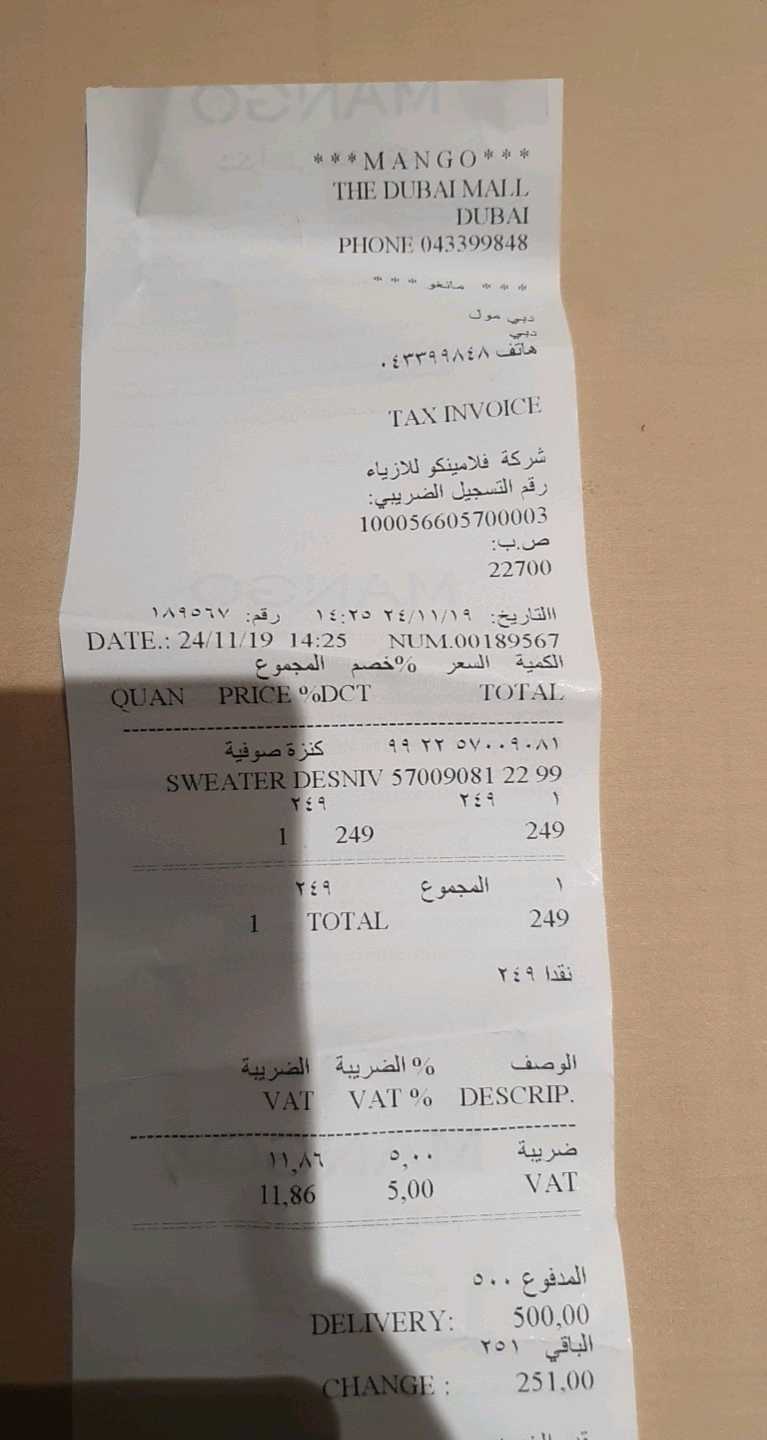 ***MANGO***
THE DUBAI MALL
DUBAI
PHONE 043399848
*** مانغو ***
دبي مول
دبي
هاتف ٠٤٣٣٩٩٨٤٨
TAX INVOICE
شركة فلامينكو للازياء
رقم التسجيل الضريبي:
100056605700003
ص.ب:
22700
االتاريخ: ٢٤/١١/١٩ ١٤:٢٥ رقم: ١٨٩٥٦٧
DATE.: 24/11/19 14:25 NUM.00189567
الكمية السعر %خصم المجموع
QUAN PRICE %DCT TOTAL
٥٧٠٠٩٠٨١ ٢٢ ٩٩ كنزة صوفية
SWEATER DESNIV 57009081 22 99
١ ٢٤٩ ٢٤٩
1 249 249
١ المجموع ٢٤٩
1 TOTAL 249
نقدا ٢٤٩
الوصف % الضريبة الضريبة
VAT VAT % DESCRIP.
ضريبة ٥,٠٠ ١١,٨٦
11,86 5,00 VAT
المدفوع ٥٠٠
DELIVERY: 500,00
الباقي ٢٥١
CHANGE : 251,00